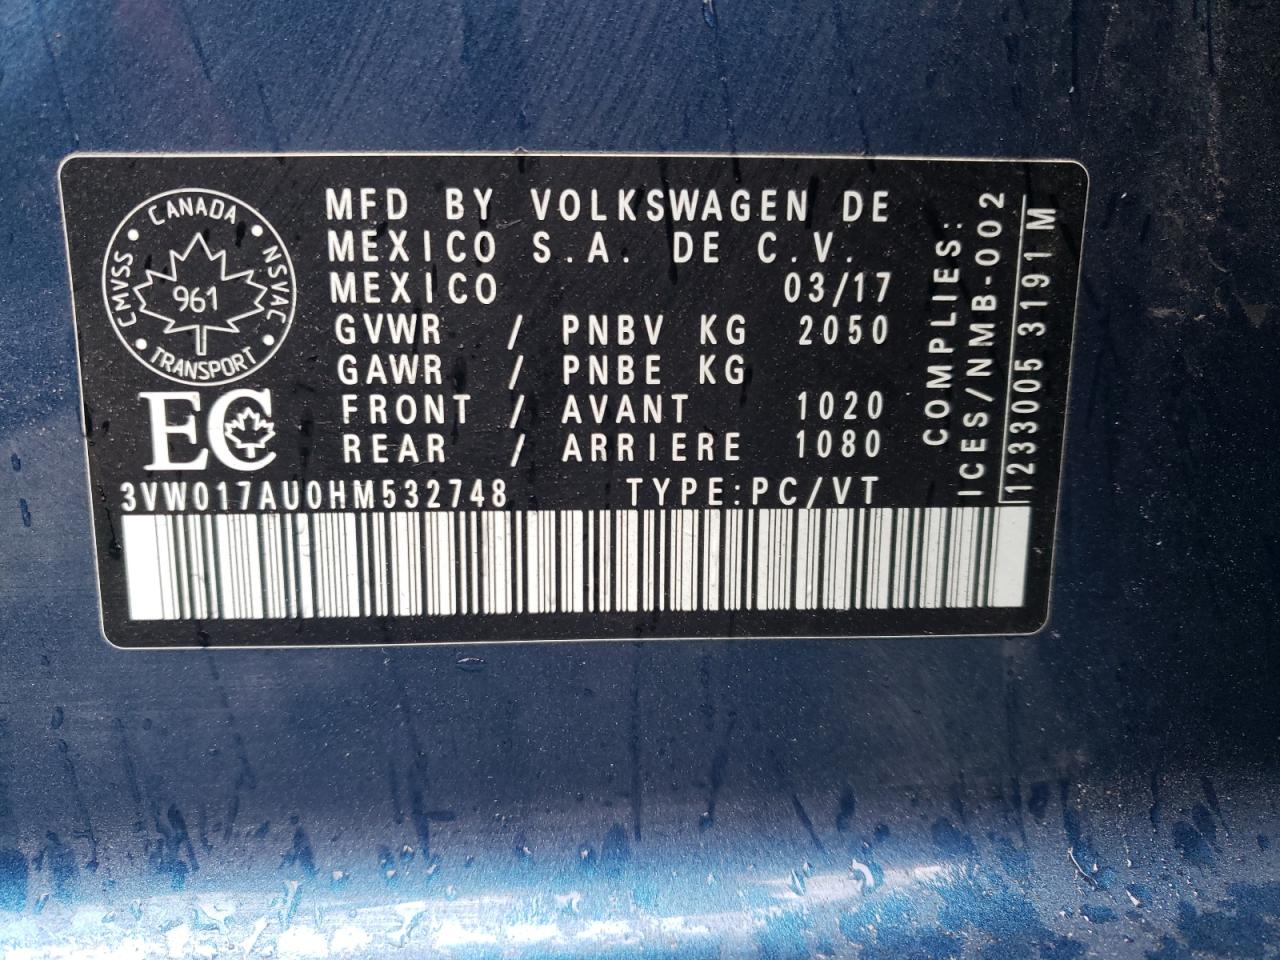 CANADA
CMVSS
NSVAC
961
TRANSPORT
EC
MFD BY VOLKSWAGEN DE
MEXICO S.A. DE C.V.
MEXICO 03/17
GVWR / PNBV KG 2050
GAWR / PNBE KG
FRONT / AVANT 1020
REAR / ARRIERE 1080
3VW017AU0HM532748 TYPE:PC/VT
COMPLIES:
ICES/NMB-002
1233005 3191 M